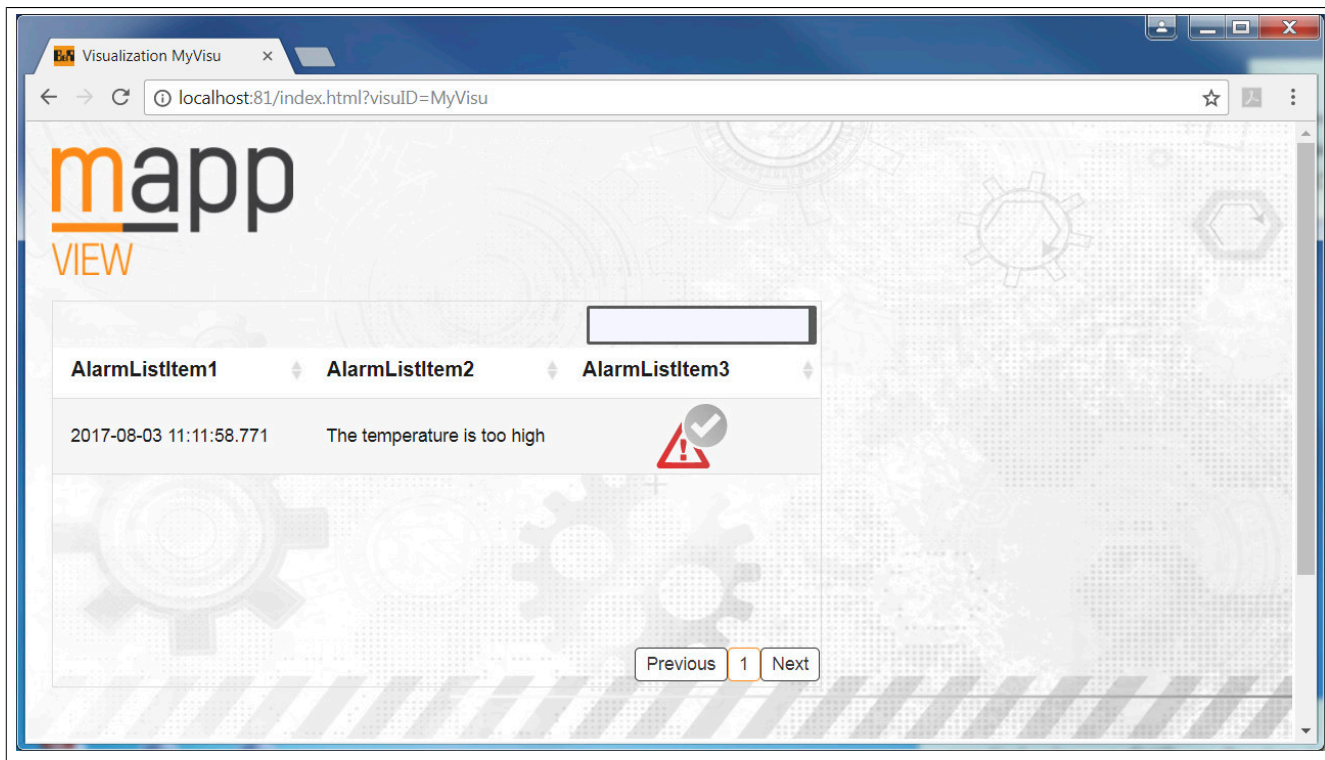 B&R Visualization MyVisu
localhost:81/index.html?visuID=MyVisu
mapp
VIEW
AlarmListItem1 AlarmListItem2 AlarmListItem3
2017-08-03 11:11:58.771 The temperature is too high
Previous 1 Next